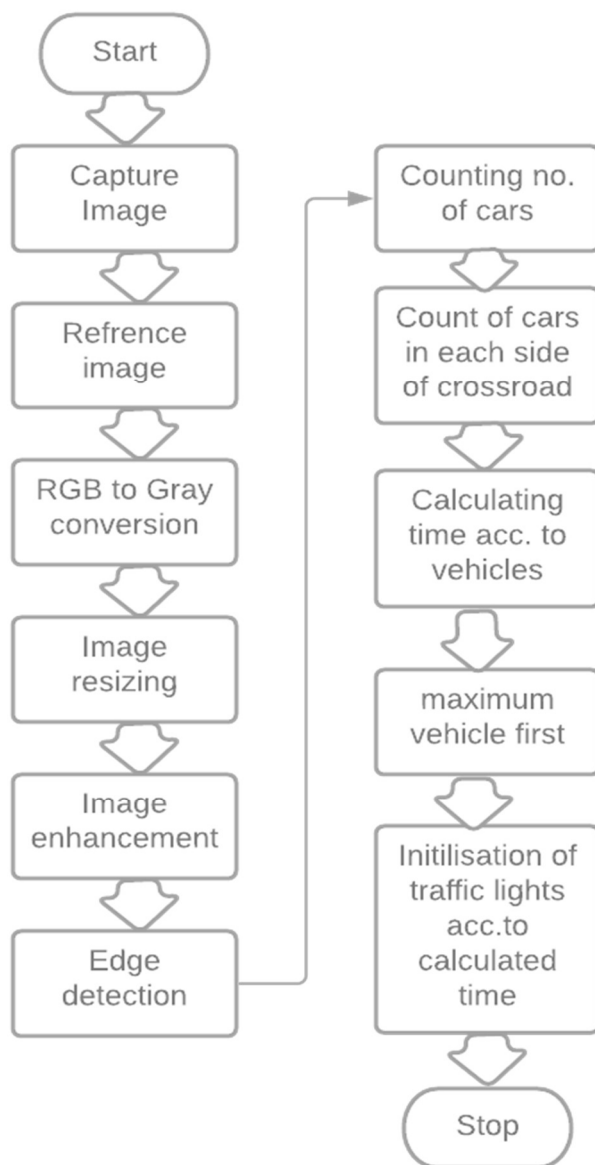 Start
Capture
Image
Refrence
image
RGB to Gray
conversion
Image
resizing
Image
enhancement
Edge
detection
Counting no.
of cars
Count of cars
in each side
of crossroad
Calculating
time acc. to
vehicles
maximum
vehicle first
Initilisation of
traffic lights
acc.to
calculated
time
Stop